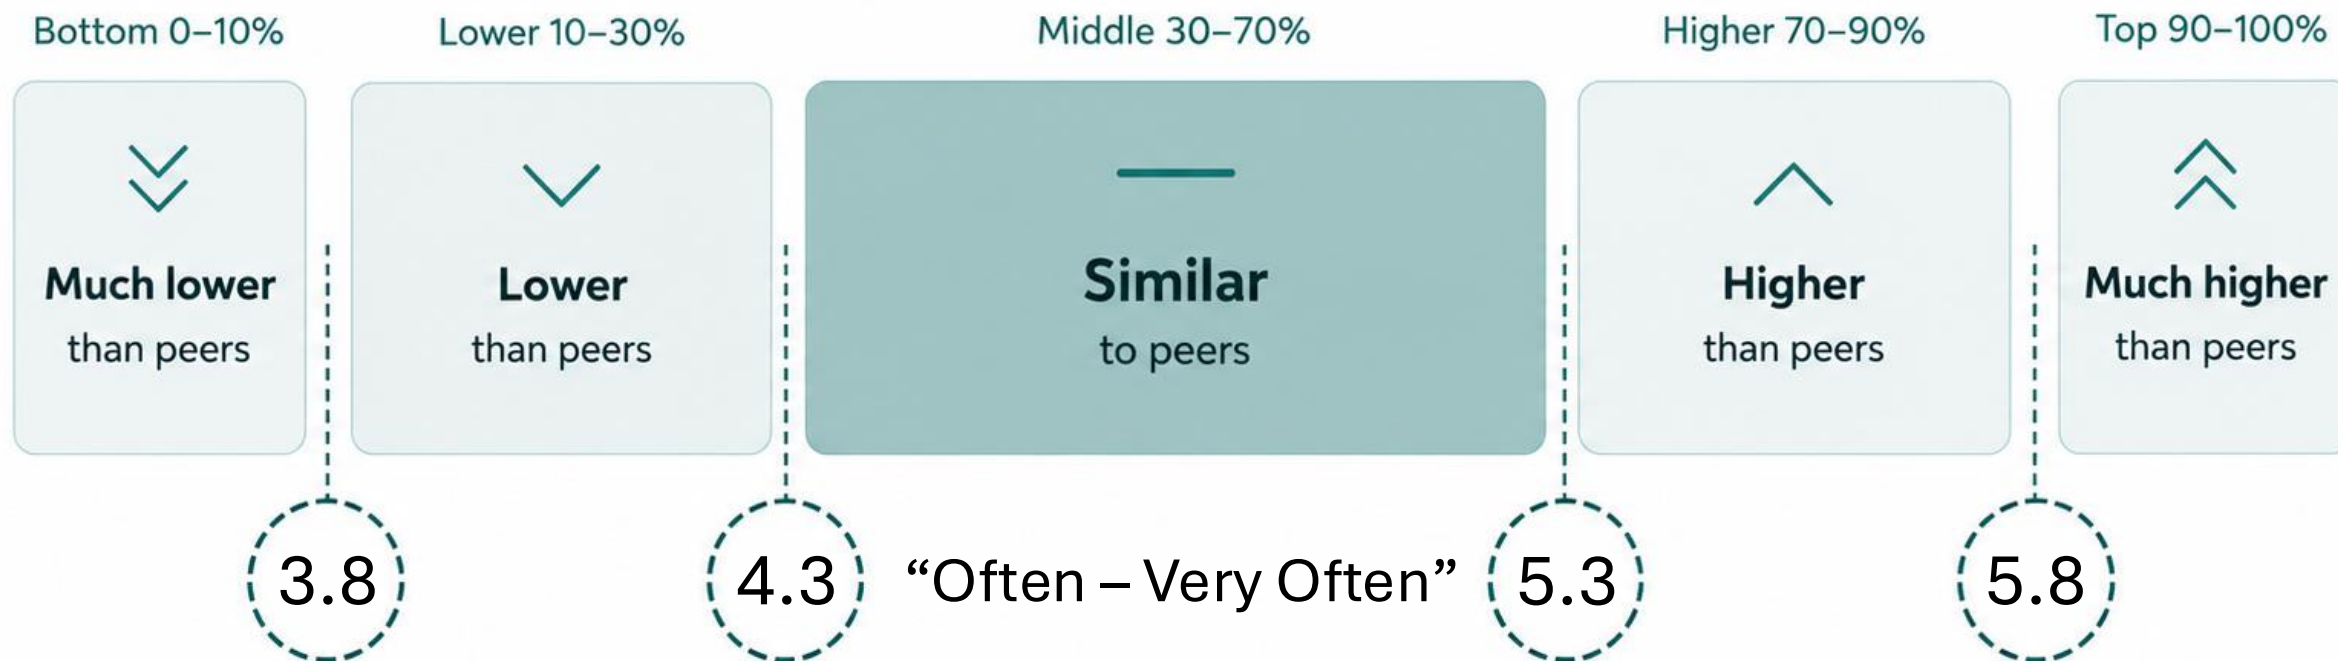 Bottom 0–10%
Lower 10–30%
Middle 30–70%
Higher 70–90%
Top 90–100%
Much lower
than peers
Lower
than peers
Similar
to peers
Higher
than peers
Much higher
than peers
3.8
4.3
“Often – Very Often”
5.3
5.8